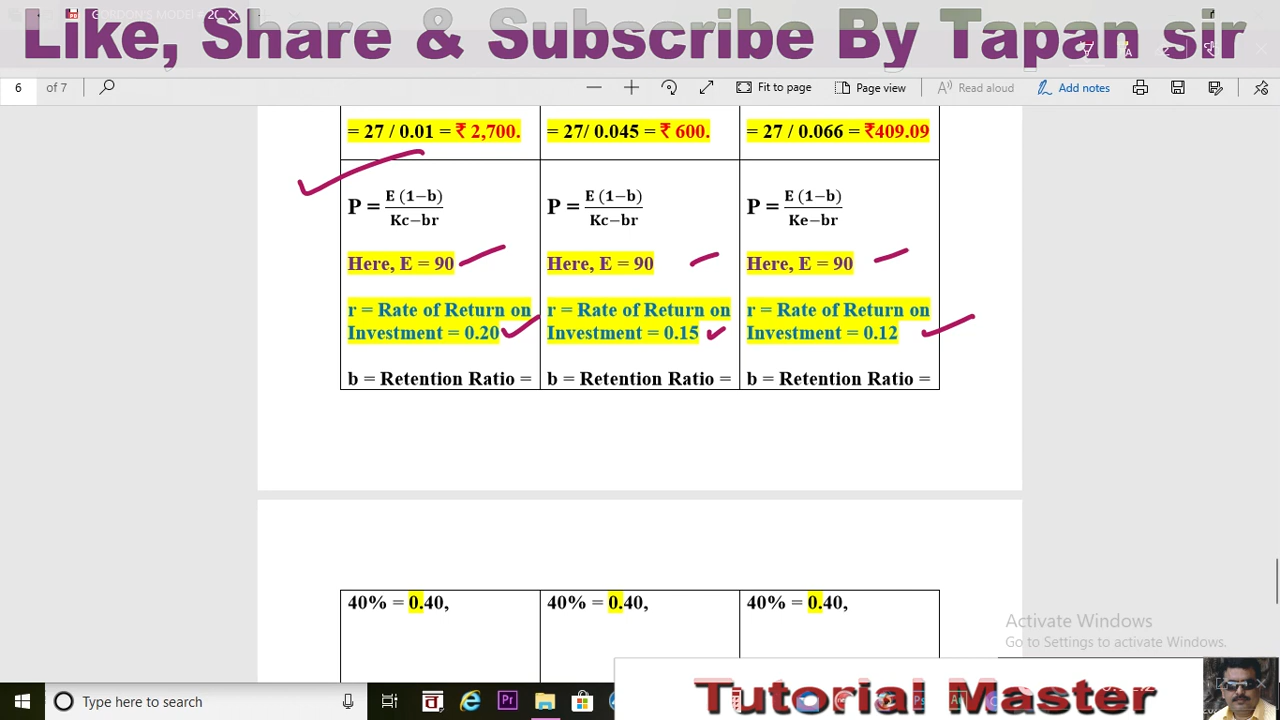 GORDON'S MODEL # 20
Like, Share & Subscribe By Tapan sir
6 of 7
Fit to page
Page view
Read aloud
Add notes
= 27 / 0.01 = ₹ 2,700.
= 27/ 0.045 = ₹ 600.
= 27 / 0.066 = ₹409.09
P = E (1−b) / Kc−br
Here, E = 90
r = Rate of Return on
Investment = 0.20
b = Retention Ratio =
P = E (1−b) / Kc−br
Here, E = 90
r = Rate of Return on
Investment = 0.15
b = Retention Ratio =
P = E (1−b) / Ke−br
Here, E = 90
r = Rate of Return on
Investment = 0.12
b = Retention Ratio =
40% = 0.40,
40% = 0.40,
40% = 0.40,
Activate Windows
Go to Settings to activate Windows.
Tutorial Master
Type here to search